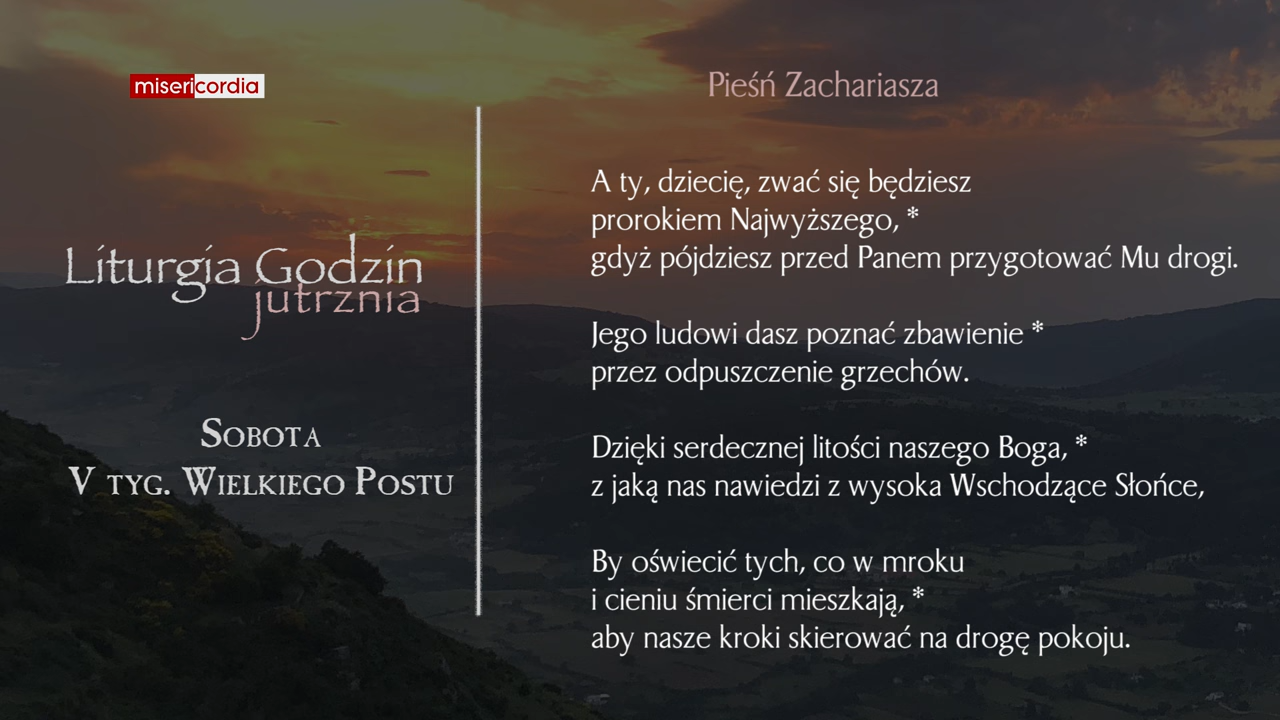 misericordia
Liturgia Godzin
jutrznia
Sobota
V tyg. Wielkiego Postu
Pieśń Zachariasza
A ty, dziecię, zwać się będziesz
prorokiem Najwyższego, *
gdyż pójdziesz przed Panem przygotować Mu drogi.
Jego ludowi dasz poznać zbawienie *
przez odpuszczenie grzechów.
Dzięki serdecznej litości naszego Boga, *
z jaką nas nawiedzi z wysoka Wschodzące Słońce,
By oświecić tych, co w mroku
i cieniu śmierci mieszkają, *
aby nasze kroki skierować na drogę pokoju.